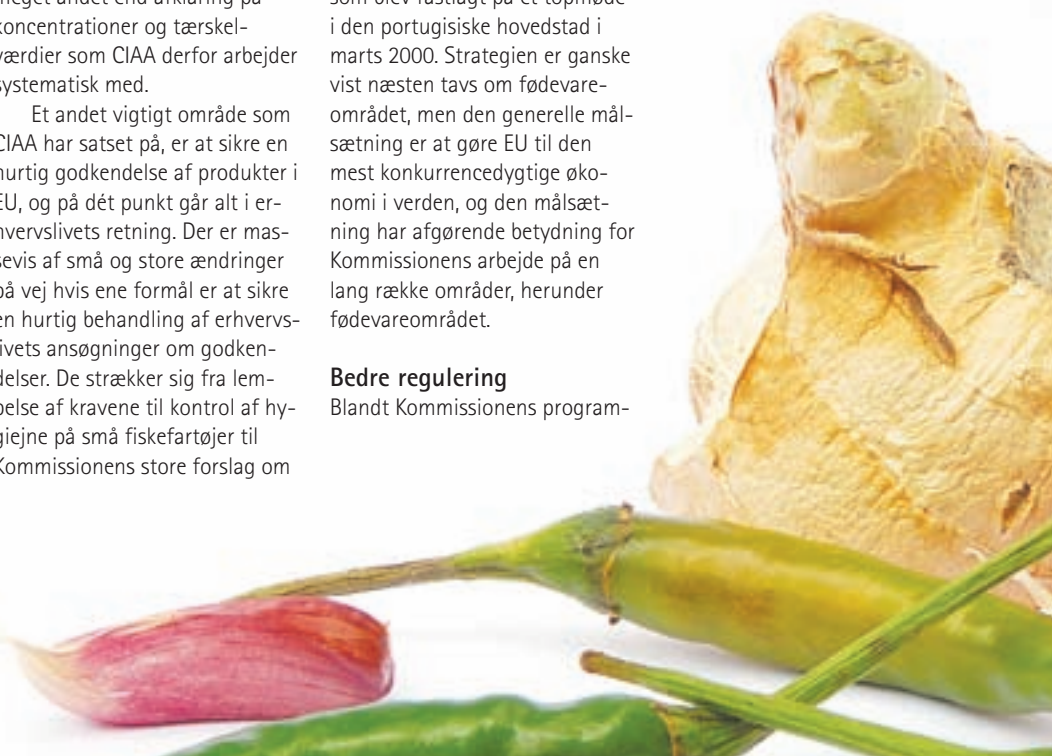 meget andet end afklaring på
koncentrationer og tærskel-
værdier som CIAA derfor arbejder
systematisk med.
Et andet vigtigt område som
CIAA har satset på, er at sikre en
hurtig godkendelse af produkter i
EU, og på dét punkt går alt i er-
hvervslivets retning. Der er mas-
sevis af små og store ændringer
på vej hvis ene formål er at sikre
en hurtig behandling af erhvervs-
livets ansøgninger om godken-
delser. De strækker sig fra lem-
pelse af kravene til kontrol af hy-
giejne på små fiskefartøjer til
Kommissionens store forslag om
som blev fastlagt på et topmøde
i den portugisiske hovedstad i
marts 2000. Strategien er ganske
vist næsten tavs om fødevare-
området, men den generelle mål-
sætning er at gøre EU til den
mest konkurrencedygtige øko-
nomi i verden, og den målsæt-
ning har afgørende betydning for
Kommissionens arbejde på en
lang række områder, herunder
fødevareområdet.
Bedre regulering
Blandt Kommissionens program-